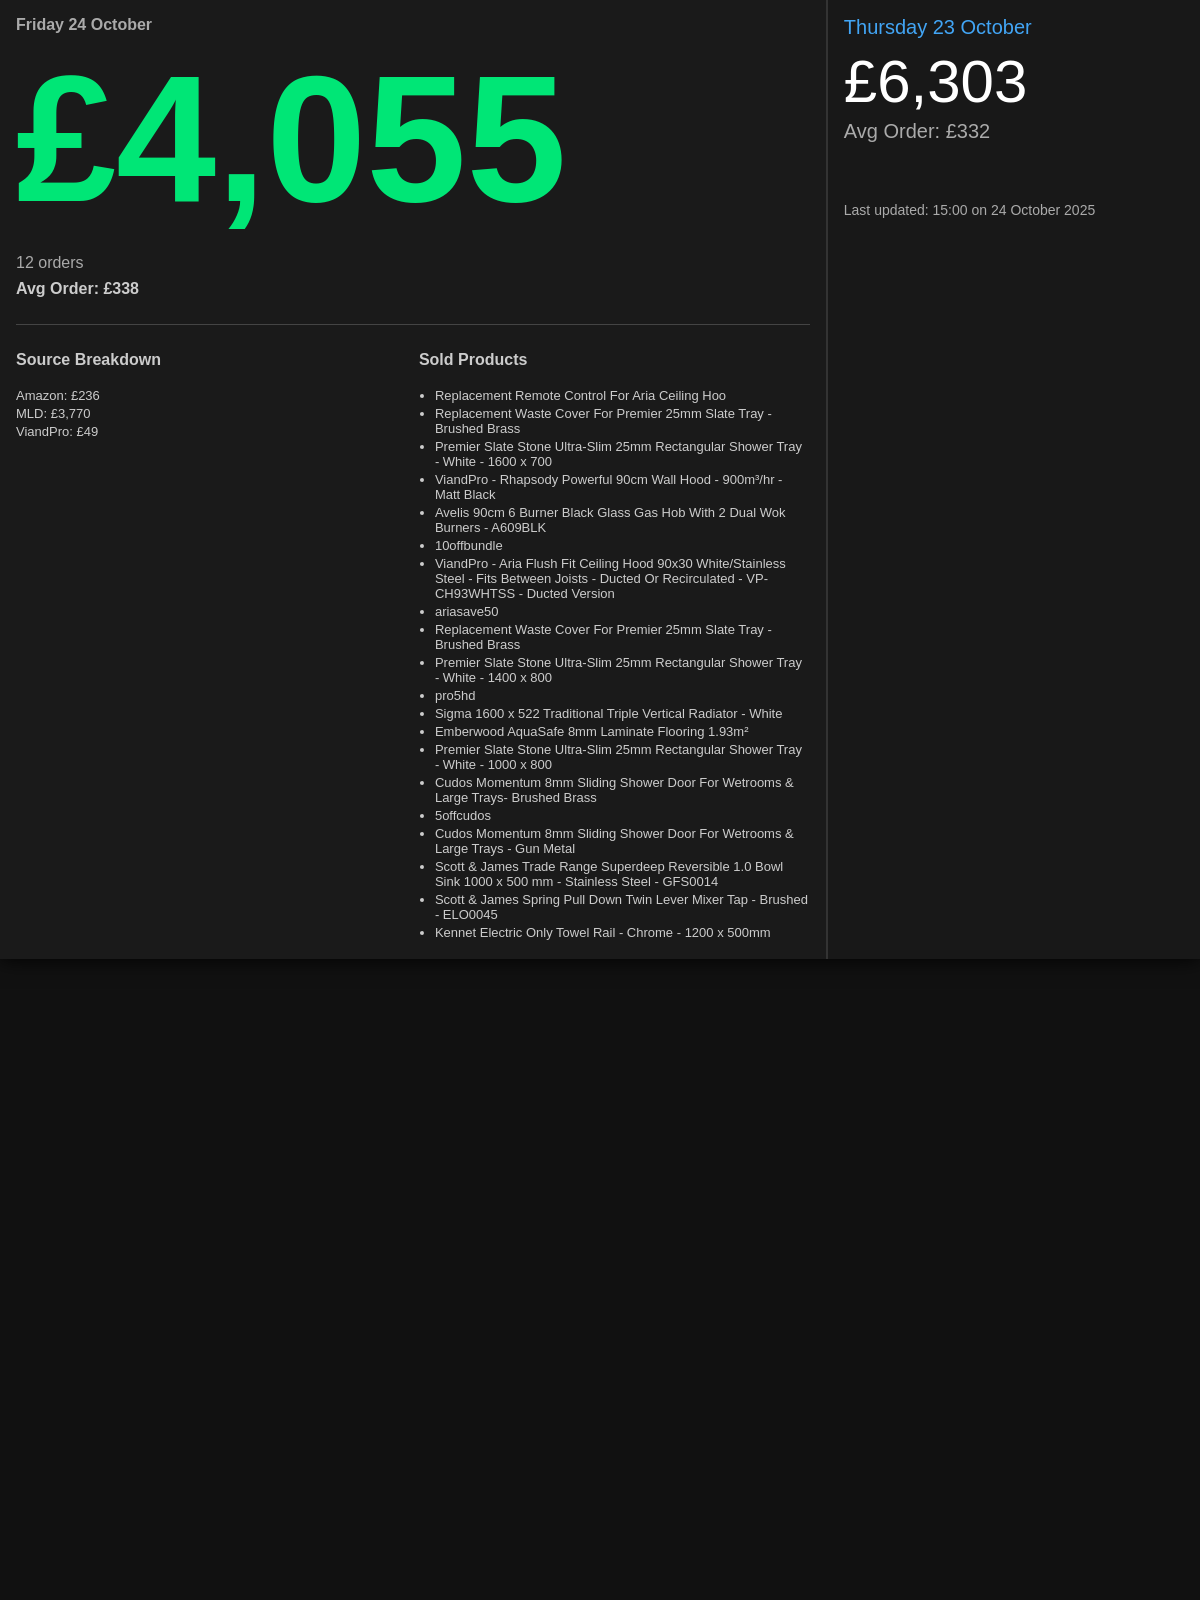 Friday 24 October
£4,055
12 orders
Avg Order: £338
Source Breakdown
Amazon: £236
MLD: £3,770
ViandPro: £49
Sold Products
• Replacement Remote Control For Aria Ceiling Hoo
• Replacement Waste Cover For Premier 25mm Slate Tray -
Brushed Brass
• Premier Slate Stone Ultra-Slim 25mm Rectangular Shower Tray
- White - 1600 x 700
• ViandPro - Rhapsody Powerful 90cm Wall Hood - 900m³/hr -
Matt Black
• Avelis 90cm 6 Burner Black Glass Gas Hob With 2 Dual Wok
Burners - A609BLK
• 10offbundle
• ViandPro - Aria Flush Fit Ceiling Hood 90x30 White/Stainless
Steel - Fits Between Joists - Ducted Or Recirculated - VP-
CH93WHTSS - Ducted Version
• ariasave50
• Replacement Waste Cover For Premier 25mm Slate Tray -
Brushed Brass
• Premier Slate Stone Ultra-Slim 25mm Rectangular Shower Tray
- White - 1400 x 800
• pro5hd
• Sigma 1600 x 522 Traditional Triple Vertical Radiator - White
• Emberwood AquaSafe 8mm Laminate Flooring 1.93m²
• Premier Slate Stone Ultra-Slim 25mm Rectangular Shower Tray
- White - 1000 x 800
• Cudos Momentum 8mm Sliding Shower Door For Wetrooms &
Large Trays- Brushed Brass
• 5offcudos
• Cudos Momentum 8mm Sliding Shower Door For Wetrooms &
Large Trays - Gun Metal
• Scott & James Trade Range Superdeep Reversible 1.0 Bowl
Sink 1000 x 500 mm - Stainless Steel - GFS0014
• Scott & James Spring Pull Down Twin Lever Mixer Tap - Brushed
- ELO0045
• Kennet Electric Only Towel Rail - Chrome - 1200 x 500mm
Thursday 23 October
£6,303
Avg Order: £332
Last updated: 15:00 on 24 October 2025